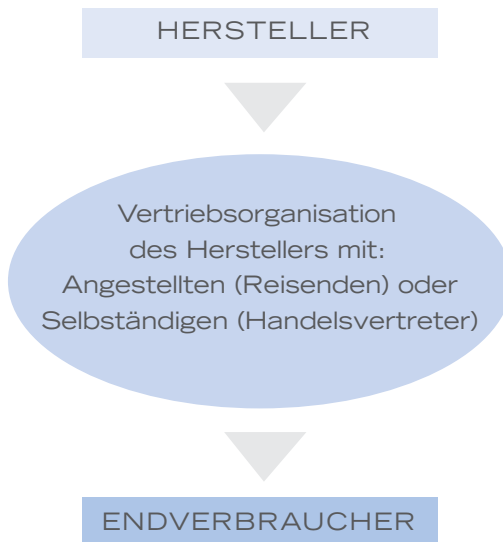 HERSTELLER
Vertriebsorganisation
des Herstellers mit:
Angestellten (Reisenden) oder
Selbständigen (Handelsvertreter)
ENDVERBRAUCHER